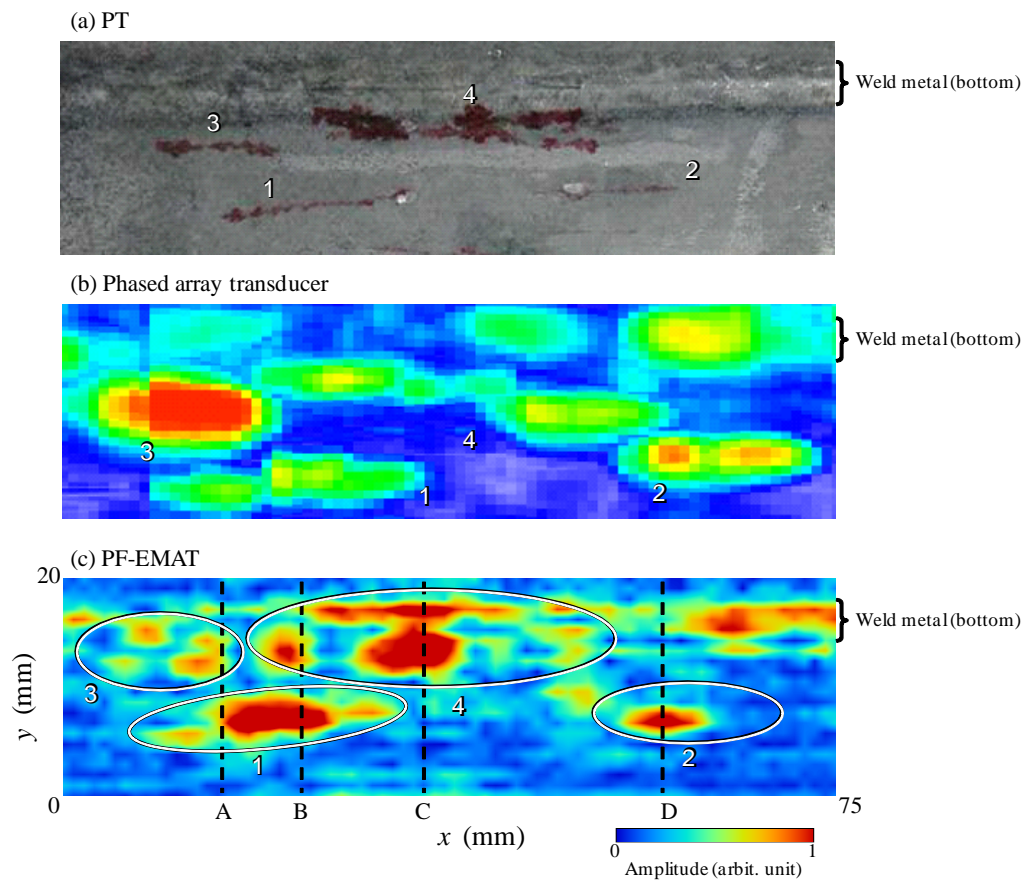 (a) PT
4
3
2
1
Weld metal (bottom)
(b) Phased array transducer
Weld metal (bottom)
3
4
1
2
(c) PF-EMAT
20
y (mm)
Weld metal (bottom)
3
4
1
2
0
A
B
C
D
75
x (mm)
0
1
Amplitude (arbit. unit)